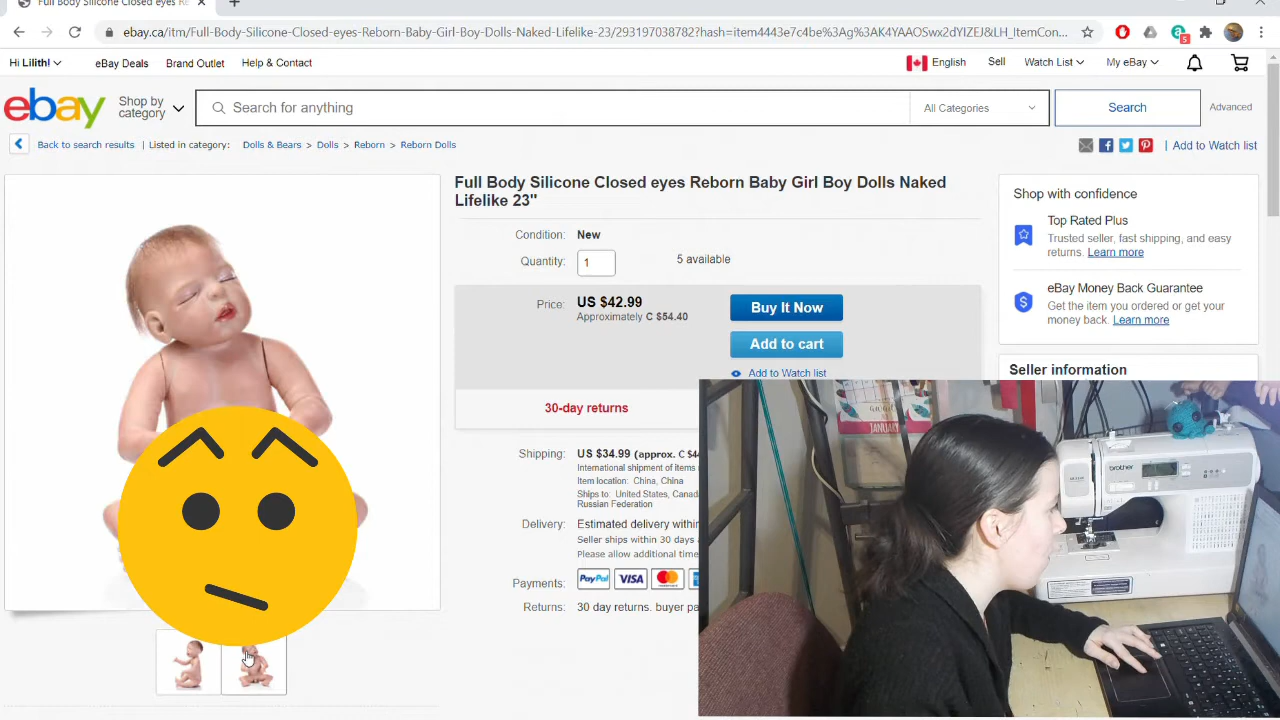 Full Body Silicone Closed eyes Re
ebay.ca/itm/Full-Body-Silicone-Closed-eyes-Reborn-Baby-Girl-Boy-Dolls-Naked-Lifelike-23/293197038782?hash=item4443e7c4be%3Ag%3AK4YAAOSwx2dYIZEJ&LH_ItemCon...
5
Hi Lilith!
eBay Deals
Brand Outlet
Help & Contact
English
Sell
Watch List
My eBay
ebay
Shop by
category
Search for anything
All Categories
Search
Advanced
Back to search results | Listed in category: Dolls & Bears > Dolls > Reborn > Reborn Dolls
| Add to Watch list
Full Body Silicone Closed eyes Reborn Baby Girl Boy Dolls Naked
Lifelike 23"
Condition: New
Quantity: 1 5 available
Price: US $42.99
Approximately C $54.40
Buy It Now
Add to cart
Add to Watch list
30-day returns
Shipping: US $34.99 (approx. C $4
International shipment of items
Item location: China, China
Ships to: United States, Canad
Russian Federation
Delivery: Estimated delivery within
Seller ships within 30 days
Please allow additional time
Payments: PayPal VISA
Returns: 30 day returns. buyer pa
Shop with confidence
Top Rated Plus
Trusted seller, fast shipping, and easy
returns. Learn more
eBay Money Back Guarantee
Get the item you ordered or get your
money back. Learn more
Seller information
JANUARY
brother